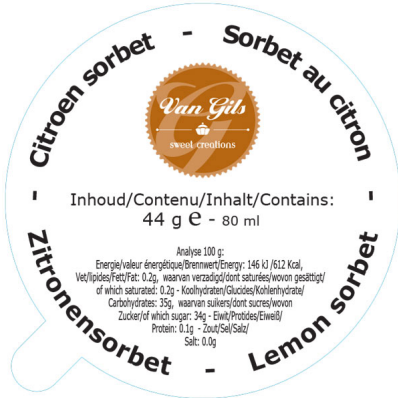 Citroen sorbet - Sorbet au citron -
Van Gils
sweet creations
Inhoud/Contenu/Inhalt/Contains:
44 g e - 80 ml
Analyse 100 g:
Energie/valeur énergétique/Brennwert/Energy: 146 kJ /612 Kcal,
Vet/lipides/Fett/Fat: 0.2g, waarvan verzadigd/dont saturées/wovon gesättigt/
of which saturated: 0.2g - Koolhydraten/Glucides/Kohlenhydrate/
Carbohydrates: 35g, waarvan suikers/dont sucres/wovon
Zucker/of which sugar: 34g - Eiwit/Protides/Eiweiß/
Protein: 0.1g - Zout/Sel/Salz/
Salt: 0.0g
Zitronensorbet - Lemon sorbet -